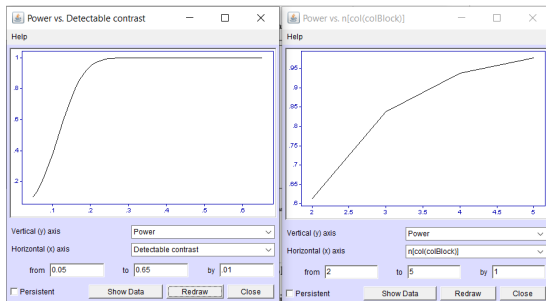 Power vs. Detectable contrast
Help
1
.8
.6
.4
.2
.1 .2 .3 .4 .5 .6
Vertical (y) axis Power
Horizontal (x) axis Detectable contrast
from 0.05 to 0.65 by .01
Persistent Show Data Redraw Close
Power vs. n[col(colBlock)]
Help
.95
.9
.85
.8
.75
.7
.65
.6
2 2.5 3 3.5 4 4.5 5
Vertical (y) axis Power
Horizontal (x) axis n[col(colBlock)]
from 2 to 5 by 1
Persistent Show Data Redraw Close